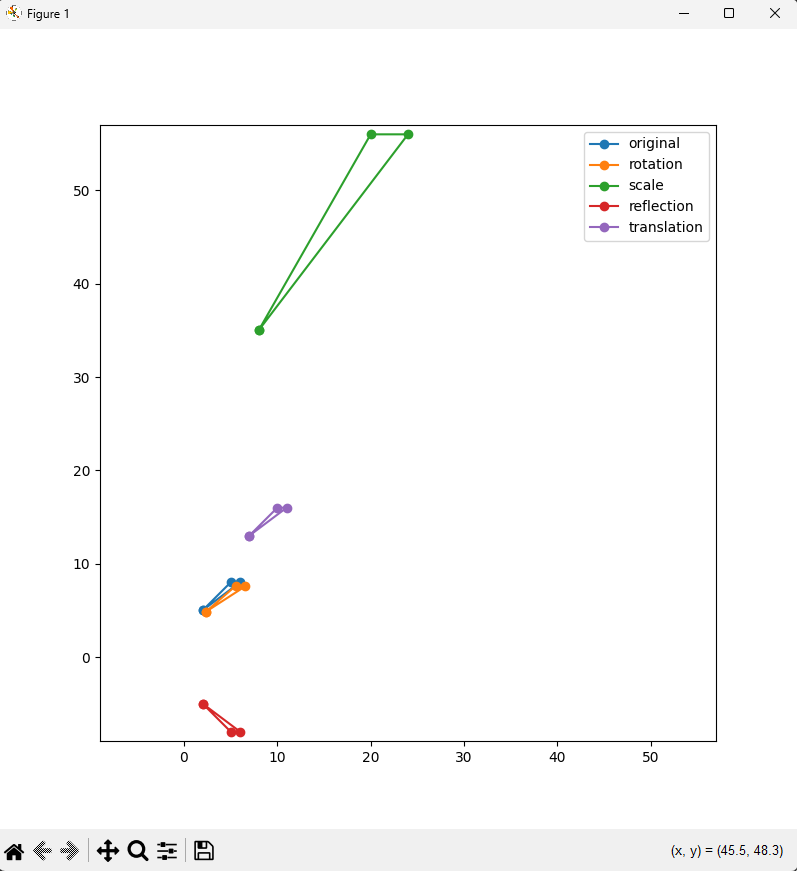 Figure 1
original
rotation
scale
reflection
translation
50
40
30
20
10
0
0 10 20 30 40 50
(x, y) = (45.5, 48.3)